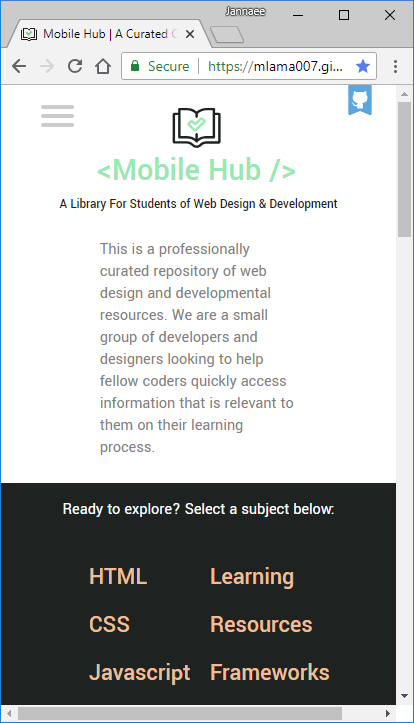 Jannaee
Mobile Hub | A Curated C
Secure
https://mlama007.gi...
<Mobile Hub />
A Library For Students of Web Design & Development
This is a professionally
curated repository of web
design and developmental
resources. We are a small
group of developers and
designers looking to help
fellow coders quickly access
information that is relevant to
them on their learning
process.
Ready to explore? Select a subject below:
HTML Learning
CSS Resources
Javascript Frameworks